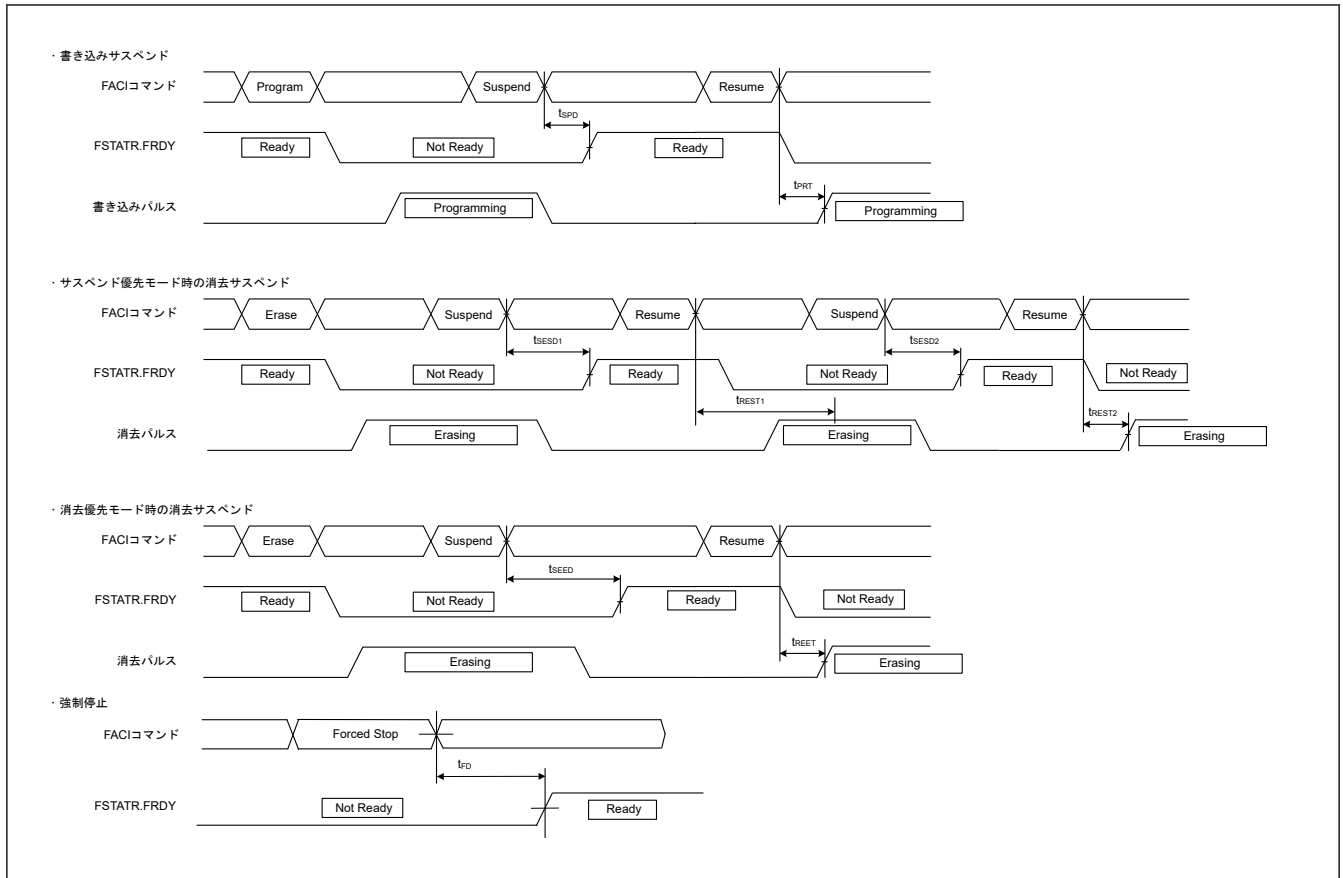 ・書き込みサスペンド
FACIコマンド Program Suspend Resume
tSPD
FSTATR.FRDY Ready Not Ready Ready
tPRT
書き込みパルス Programming Programming
・サスペンド優先モード時の消去サスペンド
FACIコマンド Erase Suspend Resume Suspend Resume
tSESD1 tSESD2
FSTATR.FRDY Ready Not Ready Ready Not Ready Ready Not Ready
tREST1 tREST2
消去パルス Erasing Erasing Erasing
・消去優先モード時の消去サスペンド
FACIコマンド Erase Suspend Resume
tSEED
FSTATR.FRDY Ready Not Ready Ready Not Ready
tREET
消去パルス Erasing Erasing
・強制停止
FACIコマンド Forced Stop
tFD
FSTATR.FRDY Not Ready Ready